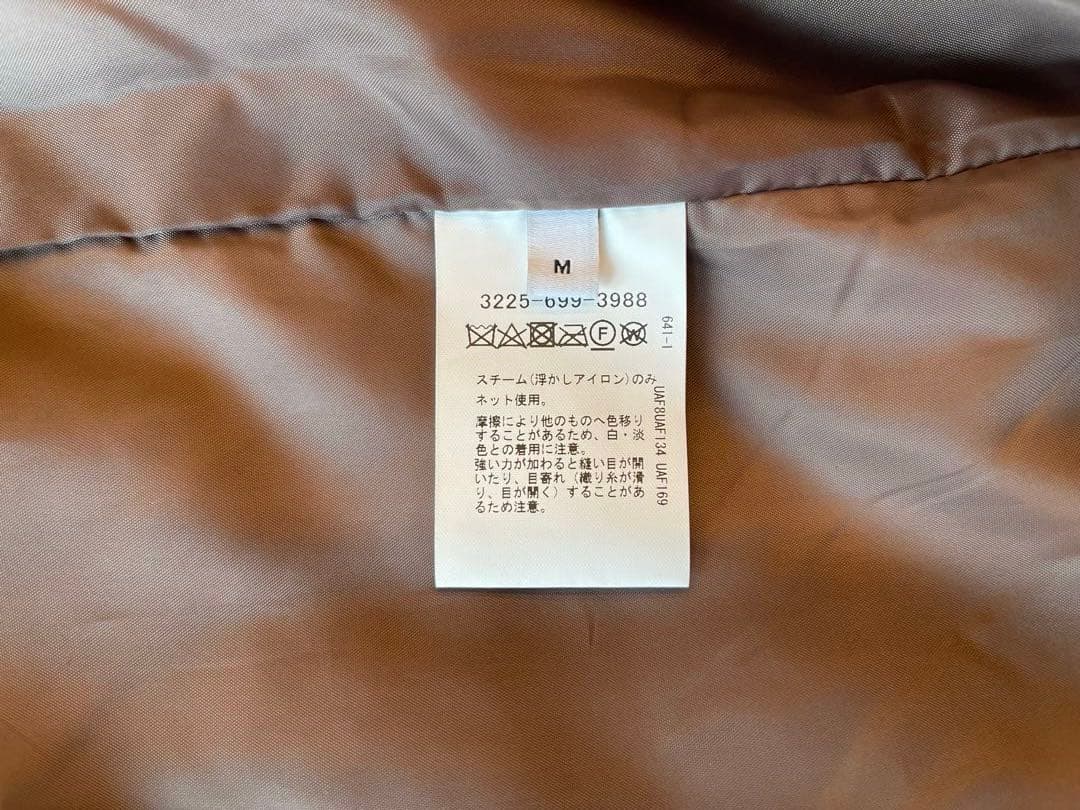 M
3225-699-3988
F W
641-1
スチーム(浮かしアイロン)のみ
ネット使用。
摩擦により他のものへ色移り
することがあるため、白・淡
色との着用に注意。
強い力が加わると縫い目が開
いたり、目寄れ(織り糸が滑
り、目が開く)することがあ
るため注意。
UAF8UAF134 UAF169